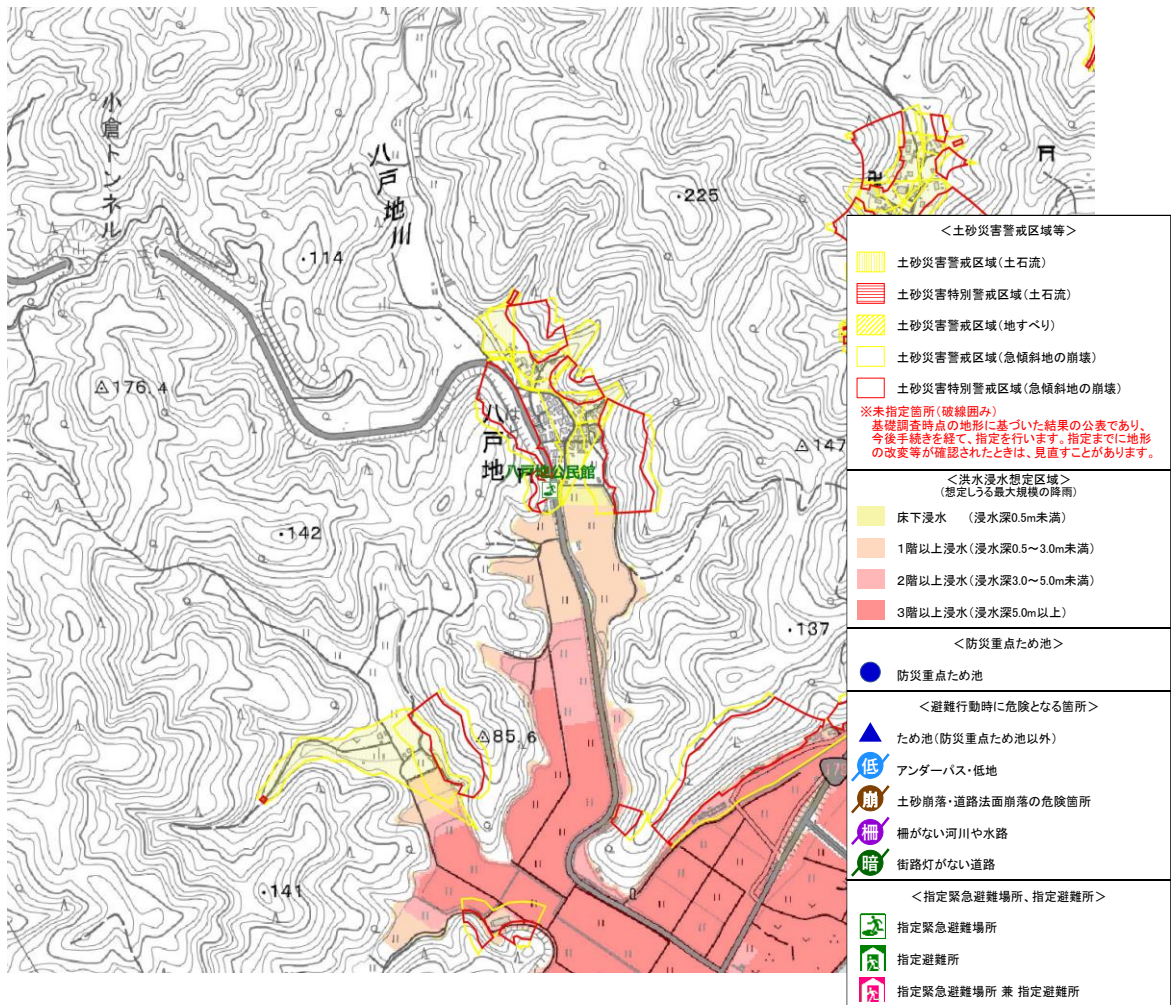 小倉トンネル
八戸地川
・225
・114
176.4
147
八戸地
はとじ
八戸地公民館
・142
・137
85.6
・141
＜土砂災害警戒区域等＞
土砂災害警戒区域（土石流）
土砂災害特別警戒区域（土石流）
土砂災害警戒区域（地すべり）
土砂災害警戒区域（急傾斜地の崩壊）
土砂災害特別警戒区域（急傾斜地の崩壊）
※未指定箇所（破線囲み）
基礎調査時点の地形に基づいた結果の公表であり、
今後手続きを経て、指定を行います。指定までに地形
の改変等が確認されたときは、見直すことがあります。
＜洪水浸水想定区域＞
（想定しうる最大規模の降雨）
床下浸水　（浸水深0.5m未満）
1階以上浸水（浸水深0.5～3.0m未満）
2階以上浸水（浸水深3.0～5.0m未満）
3階以上浸水（浸水深5.0m以上）
＜防災重点ため池＞
防災重点ため池
＜避難行動時に危険となる箇所＞
ため池（防災重点ため池以外）
低 アンダーパス・低地
崩 土砂崩落・道路法面崩落の危険箇所
柵 柵がない河川や水路
暗 街路灯がない道路
＜指定緊急避難場所、指定避難所＞
指定緊急避難場所
指定避難所
指定緊急避難場所 兼 指定避難所